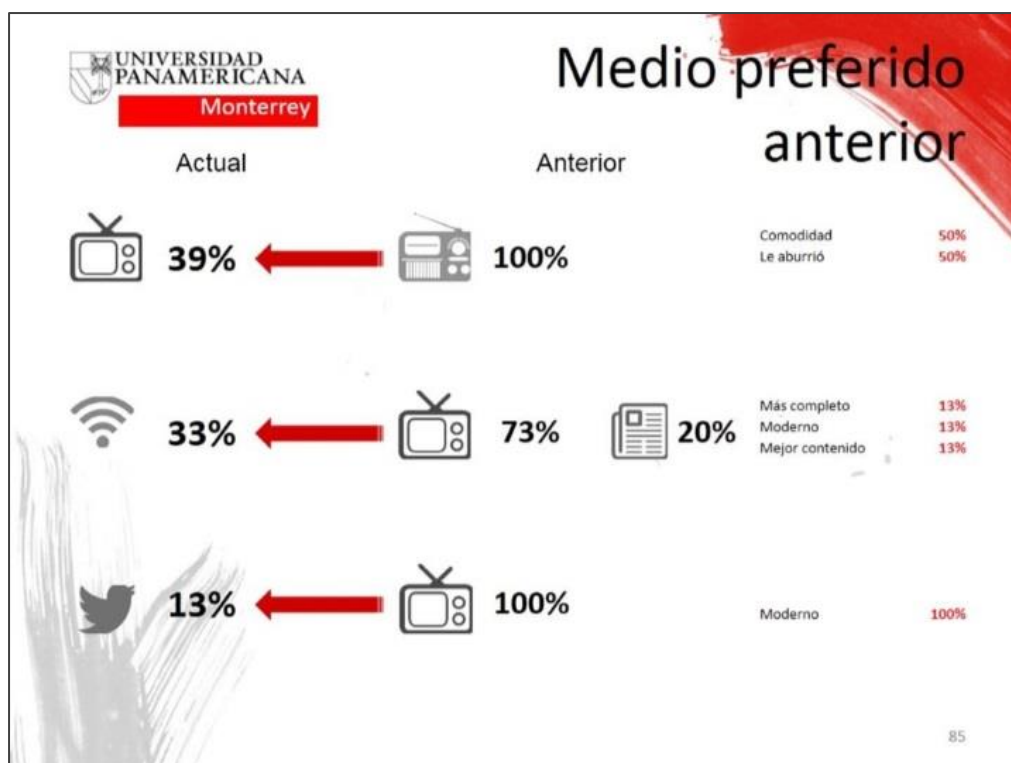 UNIVERSIDAD
PANAMERICANA
Monterrey
Medio preferido
anterior
Actual
Anterior
39%
100%
Comodidad 50%
Le aburrió 50%
33%
73%
20%
Más completo 13%
Moderno 13%
Mejor contenido 13%
13%
100%
Moderno 100%
85